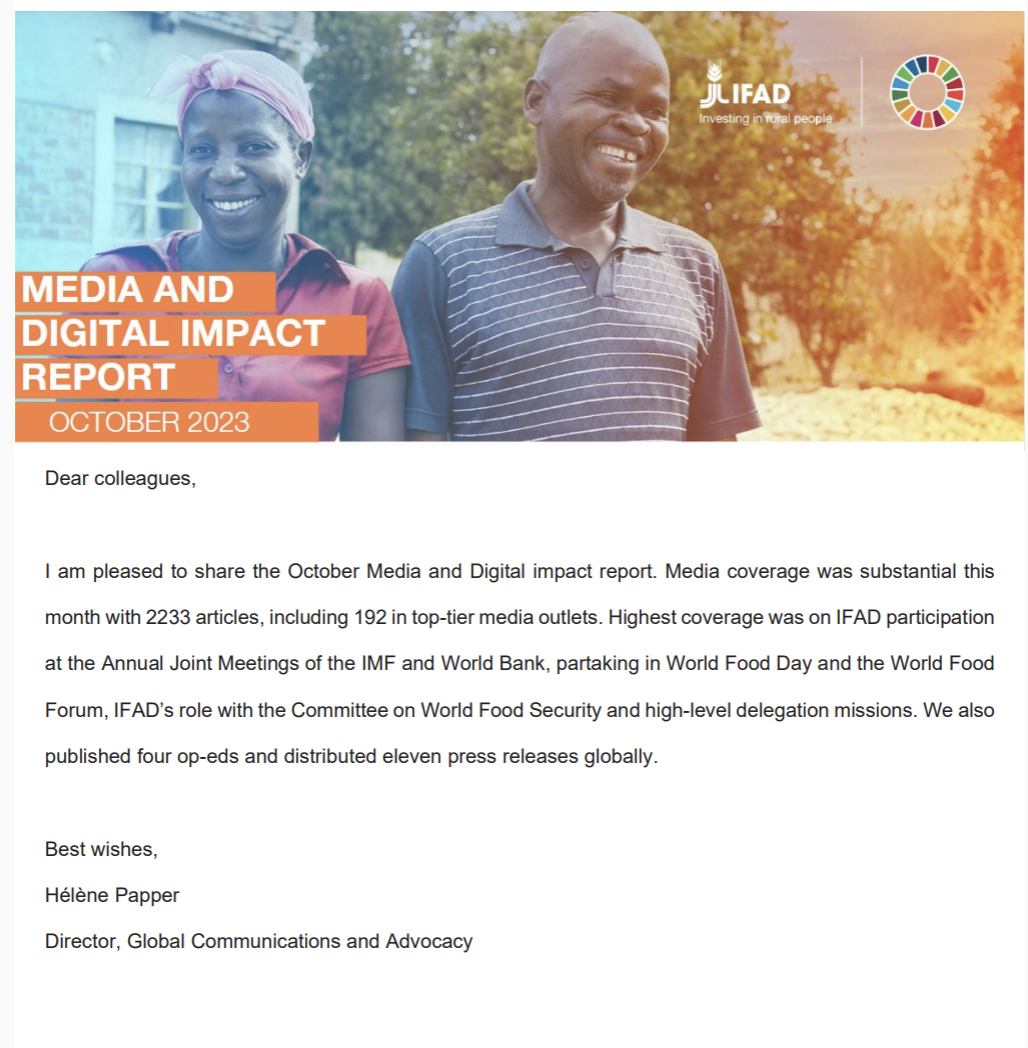 IFAD
Investing in rural people
MEDIA AND
DIGITAL IMPACT
REPORT
OCTOBER 2023
Dear colleagues,
I am pleased to share the October Media and Digital impact report. Media coverage was substantial this
month with 2233 articles, including 192 in top-tier media outlets. Highest coverage was on IFAD participation
at the Annual Joint Meetings of the IMF and World Bank, partaking in World Food Day and the World Food
Forum, IFAD’s role with the Committee on World Food Security and high-level delegation missions. We also
published four op-eds and distributed eleven press releases globally.
Best wishes,
Hélène Papper
Director, Global Communications and Advocacy